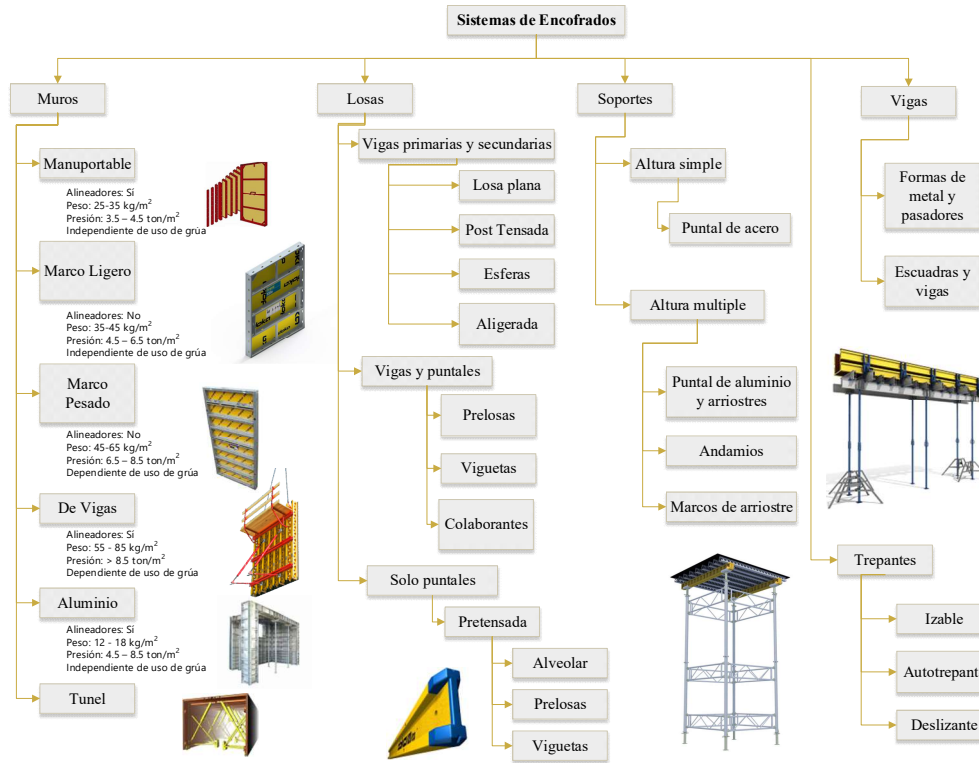 Sistemas de Encofrados
Muros
Manuportable
Alineadores: Sí
Peso: 25-35 kg/m²
Presión: 3.5 – 4.5 ton/m²
Independiente de uso de grúa
Marco Ligero
Alineadores: No
Peso: 35-45 kg/m²
Presión: 4.5 – 6.5 ton/m²
Independiente de uso de grúa
Marco
Pesado
Alineadores: No
Peso: 45-65 kg/m²
Presión: 6.5 – 8.5 ton/m²
Dependiente de uso de grúa
De Vigas
Alineadores: Sí
Peso: 55 - 85 kg/m²
Presión: > 8.5 ton/m²
Dependiente de uso de grúa
Aluminio
Alineadores: Sí
Peso: 12 - 18 kg/m²
Presión: 4.5 – 8.5 ton/m²
Independiente de uso de grúa
Tunel
Losas
Vigas primarias y secundarias
Losa plana
Post Tensada
Esferas
Aligerada
Vigas y puntales
Prelosas
Viguetas
Colaborantes
Solo puntales
Pretensada
Alveolar
Prelosas
Viguetas
Soportes
Altura simple
Puntal de acero
Altura multiple
Puntal de aluminio
y arriostres
Andamios
Marcos de arriostre
Vigas
Formas de
metal y
pasadores
Escuadras y
vigas
Trepantes
Izable
Autotrepant
Deslizante